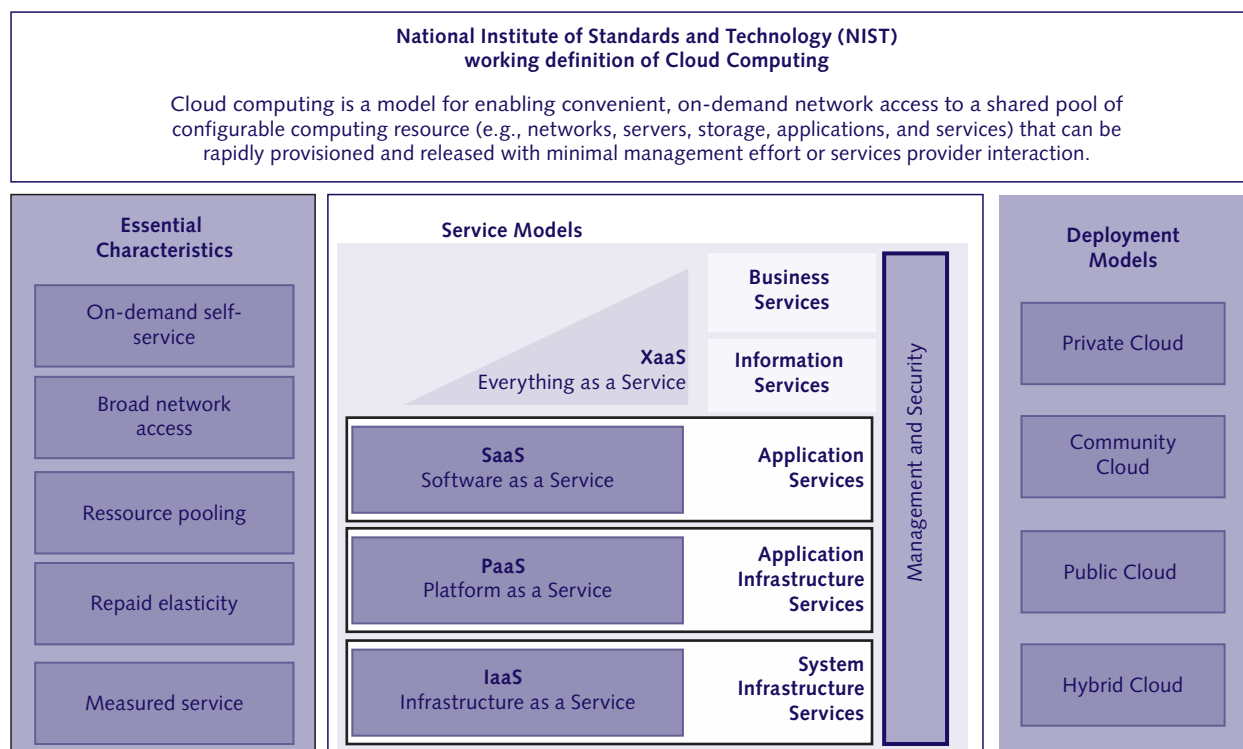 National Institute of Standards and Technology (NIST)
working definition of Cloud Computing
Cloud computing is a model for enabling convenient, on-demand network access to a shared pool of
configurable computing resource (e.g., networks, servers, storage, applications, and services) that can be
rapidly provisioned and released with minimal management effort or services provider interaction.
Essential
Characteristics
On-demand self-
service
Broad network
access
Ressource pooling
Repaid elasticity
Measured service
Service Models
Business
Services
XaaS
Everything as a Service
Information
Services
SaaS
Software as a Service
Application
Services
PaaS
Platform as a Service
Application
Infrastructure
Services
IaaS
Infrastructure as a Service
System
Infrastructure
Services
Management and Security
Deployment
Models
Private Cloud
Community
Cloud
Public Cloud
Hybrid Cloud